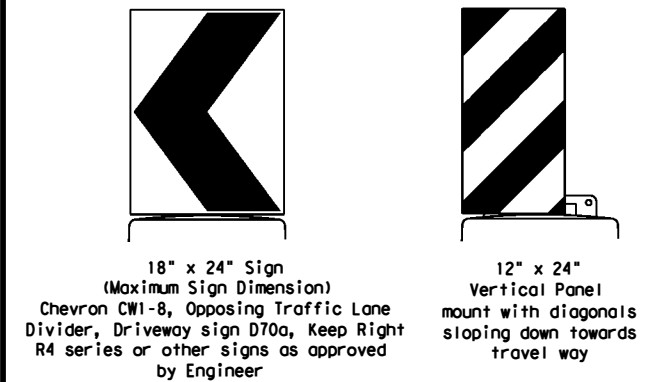 18" x 24" Sign
(Maximum Sign Dimension)
Chevron CW1-8, Opposing Traffic Lane
Divider, Driveway sign D70a, Keep Right
R4 series or other signs as approved
by Engineer
12" x 24"
Vertical Panel
mount with diagonals
sloping down towards
travel way